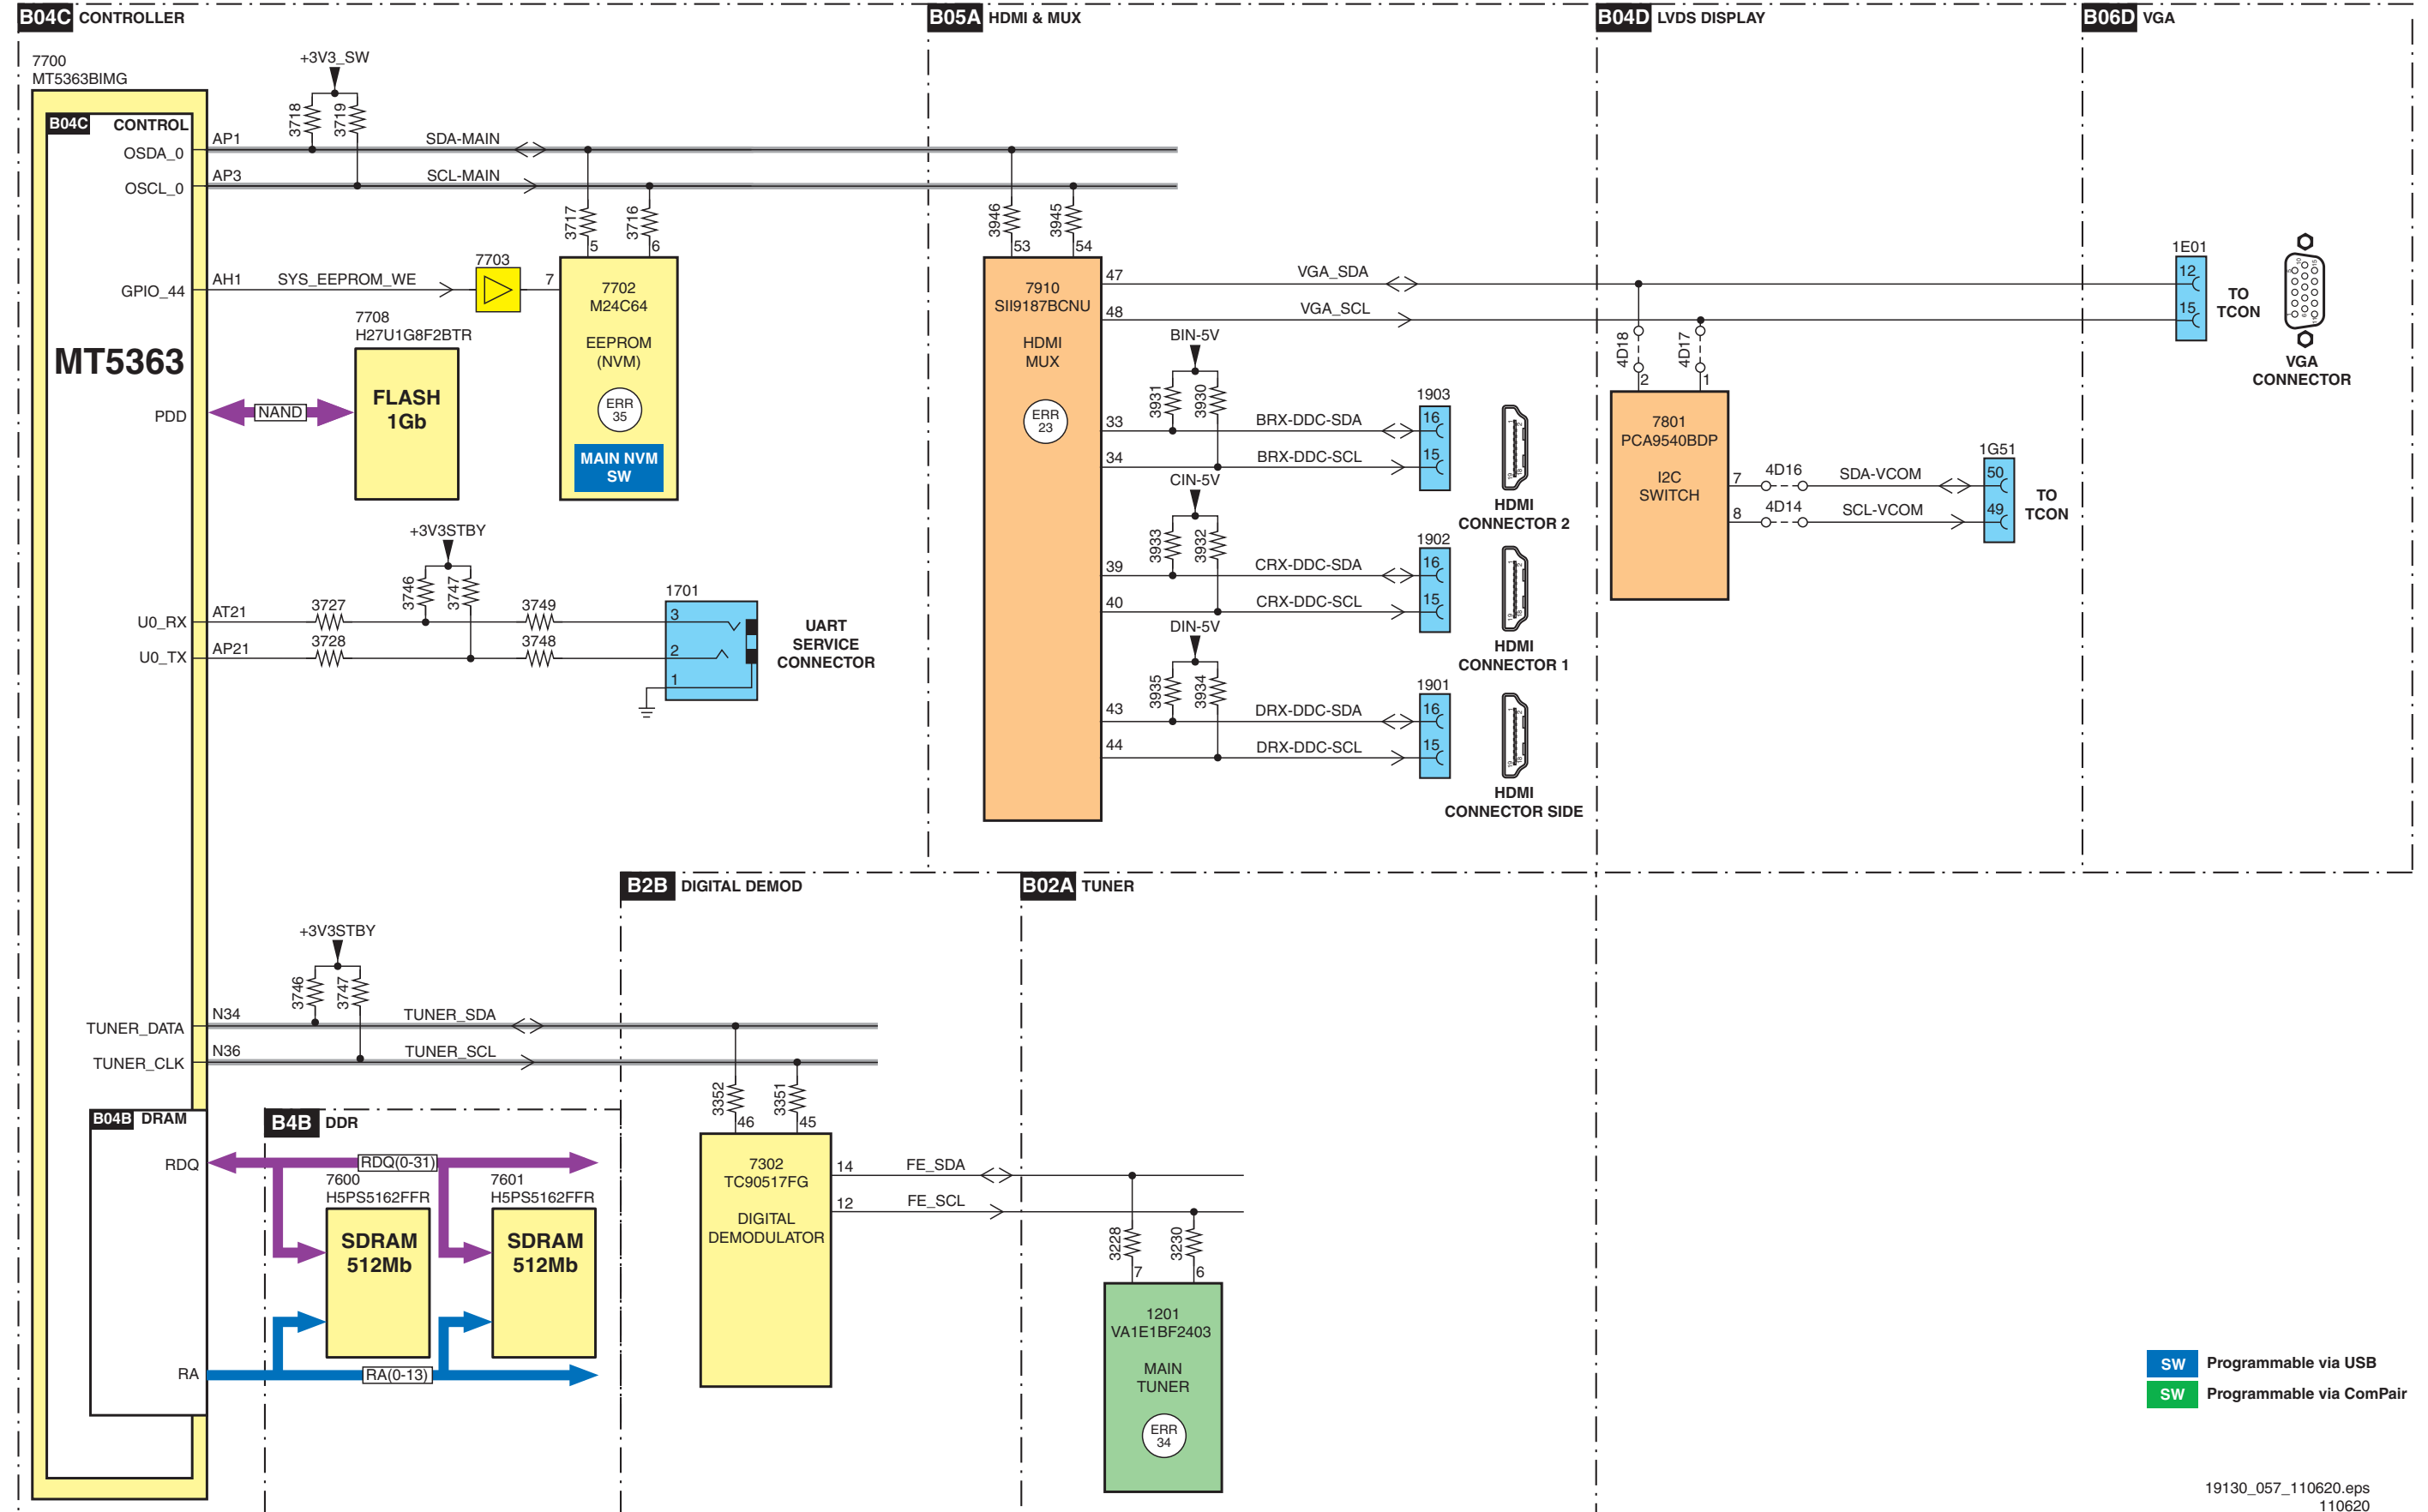 B04C CONTROLLER
B05A HDMI & MUX
B04D LVDS DISPLAY
B06D VGA
7700
MT5363BIMG
+3V3_SW
3718
3719
B04C CONTROL
OSDA_0
AP1
SDA-MAIN
OSCL_0
AP3
SCL-MAIN
3717
3716
5
6
GPIO_44
AH1
SYS_EEPROM_WE
7703
7
7702
M24C64
EEPROM
(NVM)
ERR
35
MAIN NVM
SW
7708
H27U1G8F2BTR
FLASH
1Gb
MT5363
PDD
NAND
+3V3STBY
3746
3747
U0_RX
AT21
3727
3749
U0_TX
AP21
3728
3748
1701
3
2
1
UART
SERVICE
CONNECTOR
3946
3945
53
54
7910
SII9187BCNU
HDMI
MUX
ERR
23
47
VGA_SDA
48
VGA_SCL
BIN-5V
3931
3930
33
BRX-DDC-SDA
34
BRX-DDC-SCL
1903
16
15
HDMI
CONNECTOR 2
CIN-5V
3933
3932
39
CRX-DDC-SDA
40
CRX-DDC-SCL
1902
16
15
HDMI
CONNECTOR 1
DIN-5V
3935
3934
43
DRX-DDC-SDA
44
DRX-DDC-SCL
1901
16
15
HDMI
CONNECTOR SIDE
4D18
4D17
2
1
7801
PCA9540BDP
I2C
SWITCH
7
4D16
SDA-VCOM
8
4D14
SCL-VCOM
1G51
50
49
TO
TCON
1E01
12
15
TO
TCON
VGA
CONNECTOR
B2B DIGITAL DEMOD
B02A TUNER
+3V3STBY
3746
3747
TUNER_DATA
N34
TUNER_SDA
TUNER_CLK
N36
TUNER_SCL
3352
3351
46
45
7302
TC90517FG
DIGITAL
DEMODULATOR
14
FE_SDA
12
FE_SCL
3228
3230
7
6
1201
VA1E1BF2403
MAIN
TUNER
ERR
34
B04B DRAM
B4B DDR
RDQ
RDQ(0-31)
7600
H5PS5162FFR
SDRAM
512Mb
7601
H5PS5162FFR
SDRAM
512Mb
RA
RA(0-13)
SW Programmable via USB
SW Programmable via ComPair
19130_057_110620.eps
110620